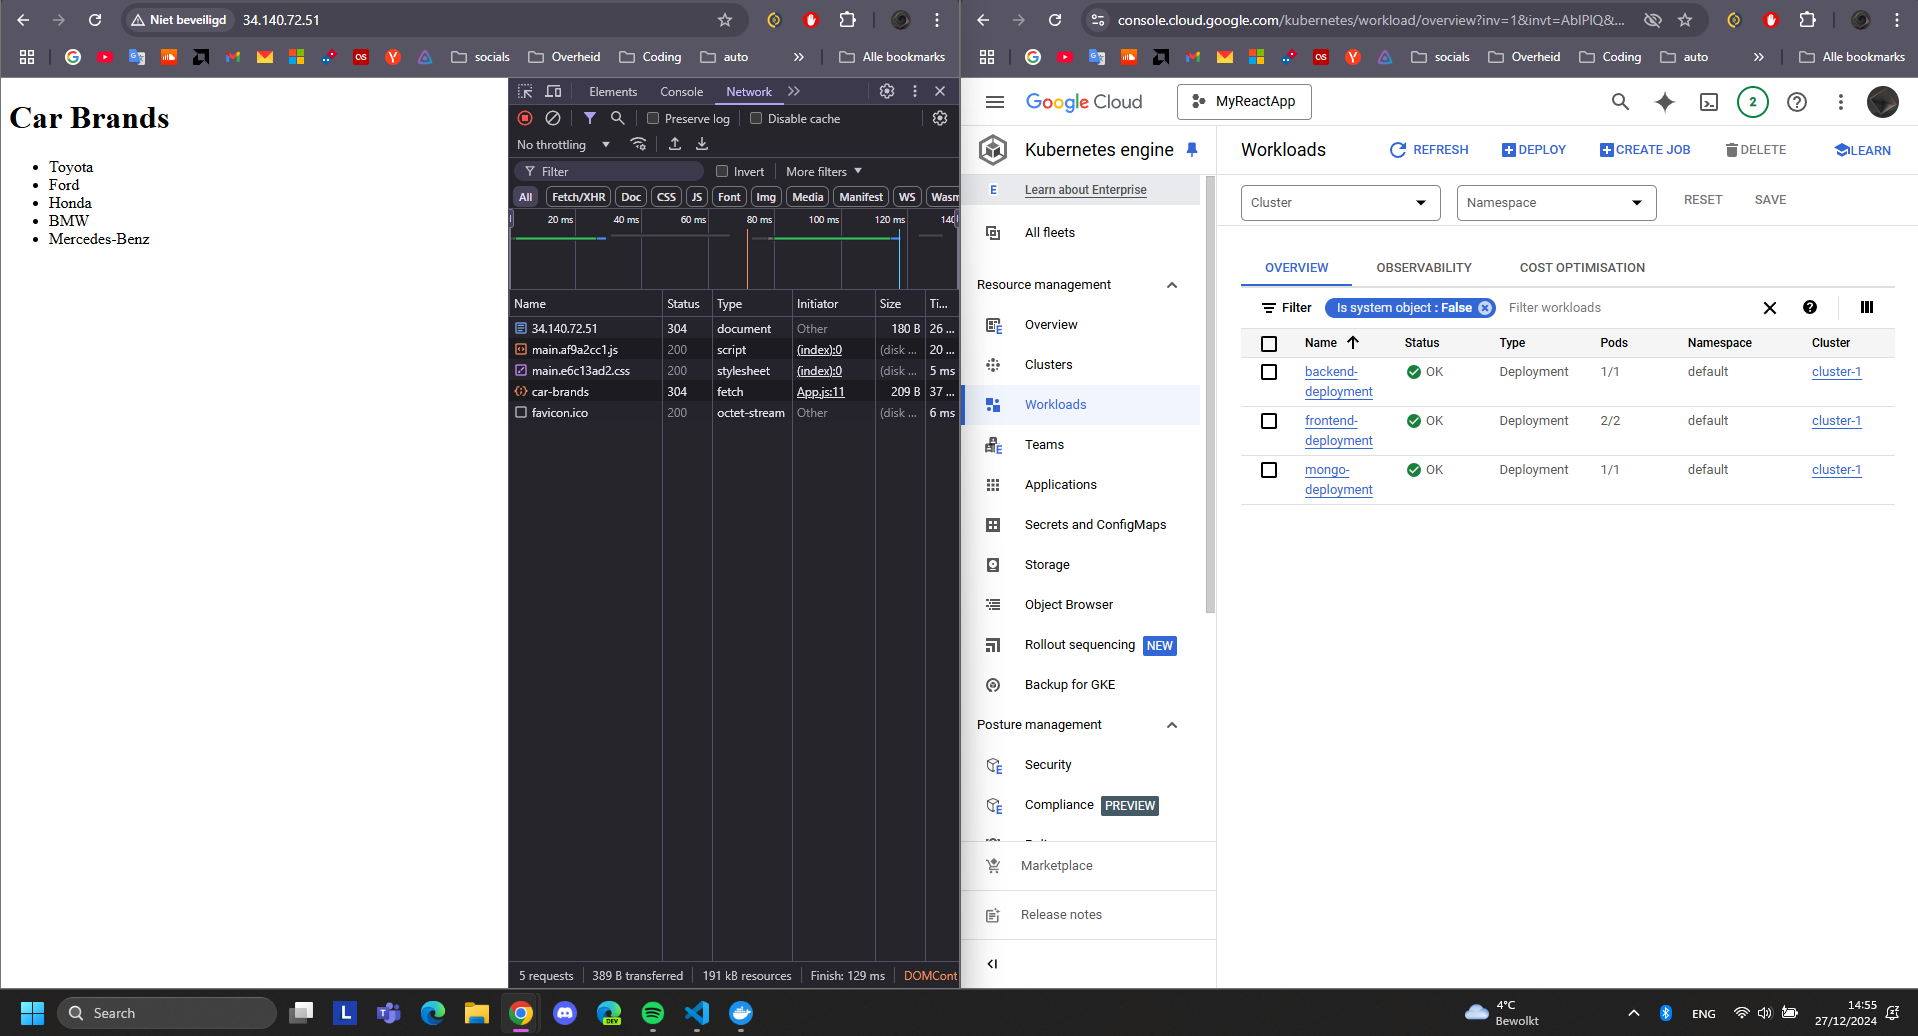 Niet beveiligd 34.140.72.51
socials Overheid Coding auto » Alle bookmarks
Car Brands
Toyota
Ford
Honda
BMW
Mercedes-Benz
Elements Console Network
Preserve log Disable cache
No throttling
Filter Invert More filters
All Fetch/XHR Doc CSS JS Font Img Media Manifest WS Wasm
20 ms 40 ms 60 ms 80 ms 100 ms 120 ms 140
Name Status Type Initiator Size Ti...
34.140.72.51 304 document Other 180 B 26 ...
main.af9a2cc1.js 200 script (index):0 (disk ... 20 ...
main.e6c13ad2.css 200 stylesheet (index):0 (disk ... 5 ms
car-brands 304 fetch App.js:11 209 B 37 ...
favicon.ico 200 octet-stream Other (disk ... 6 ms
5 requests 389 B transferred 191 kB resources Finish: 129 ms DOMCont
console.cloud.google.com/kubernetes/workload/overview?inv=1&invt=AblPlQ&...
socials Overheid Coding auto » Alle bookmarks
Google Cloud MyReactApp 2
Kubernetes engine
E Learn about Enterprise
All fleets
Resource management
Overview
Clusters
Workloads
Teams
Applications
Secrets and ConfigMaps
Storage
Object Browser
Rollout sequencing NEW
Backup for GKE
Posture management
Security
Compliance PREVIEW
Marketplace
Release notes
Workloads REFRESH DEPLOY CREATE JOB DELETE LEARN
Cluster Namespace RESET SAVE
OVERVIEW OBSERVABILITY COST OPTIMISATION
Filter Is system object : False Filter workloads
Name Status Type Pods Namespace Cluster
backend-deployment OK Deployment 1/1 default cluster-1
frontend-deployment OK Deployment 2/2 default cluster-1
mongo-deployment OK Deployment 1/1 default cluster-1
Search
4°C
Bewolkt
ENG
14:55
27/12/2024